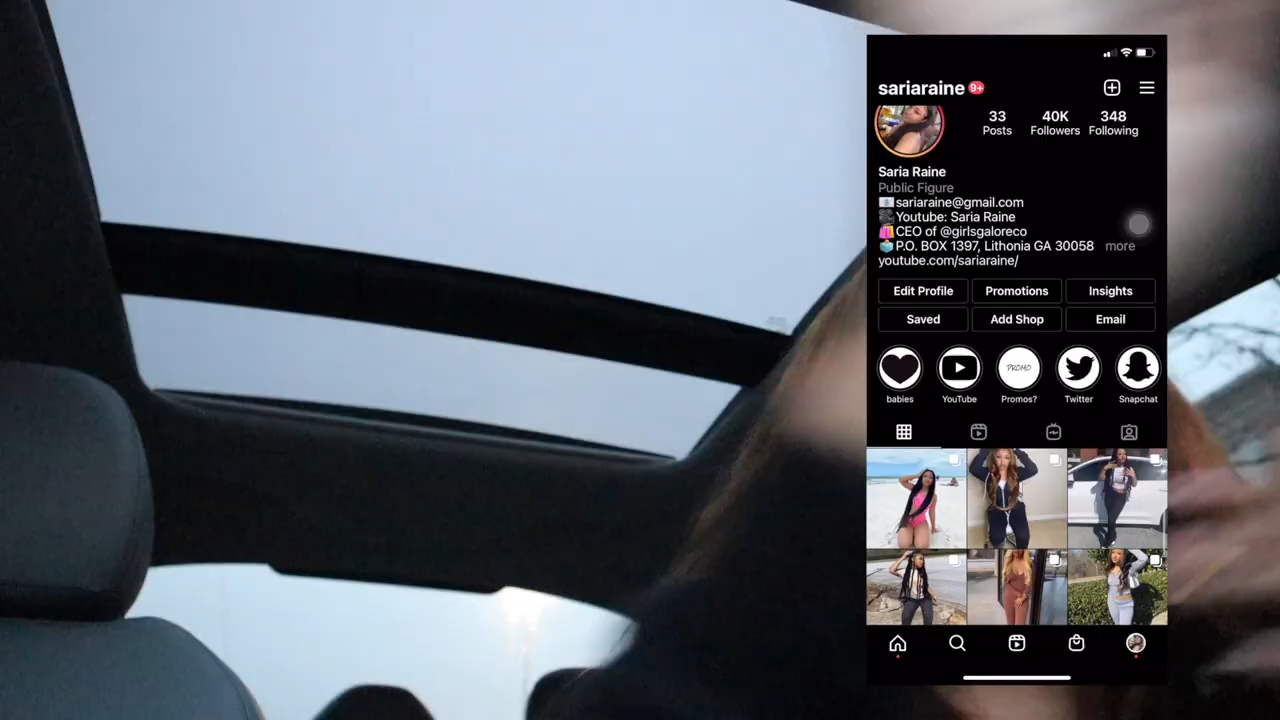 sariaraine 9+
33 40K 348
Posts Followers Following
Saria Raine
Public Figure
sariaraine@gmail.com
Youtube: Saria Raine
CEO of @girlsgaloreco
P.O. BOX 1397, Lithonia GA 30058 more
youtube.com/sariaraine/
Edit Profile Promotions Insights
Saved Add Shop Email
PROMO
babies YouTube Promos? Twitter Snapchat